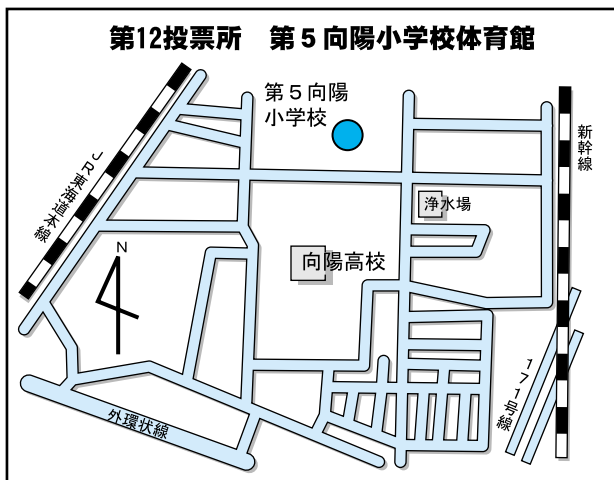 第12投票所　第５向陽小学校体育館
第５向陽
小学校
新幹線
ＪＲ東海道本線
浄水場
N
向陽高校
171号線
外環状線